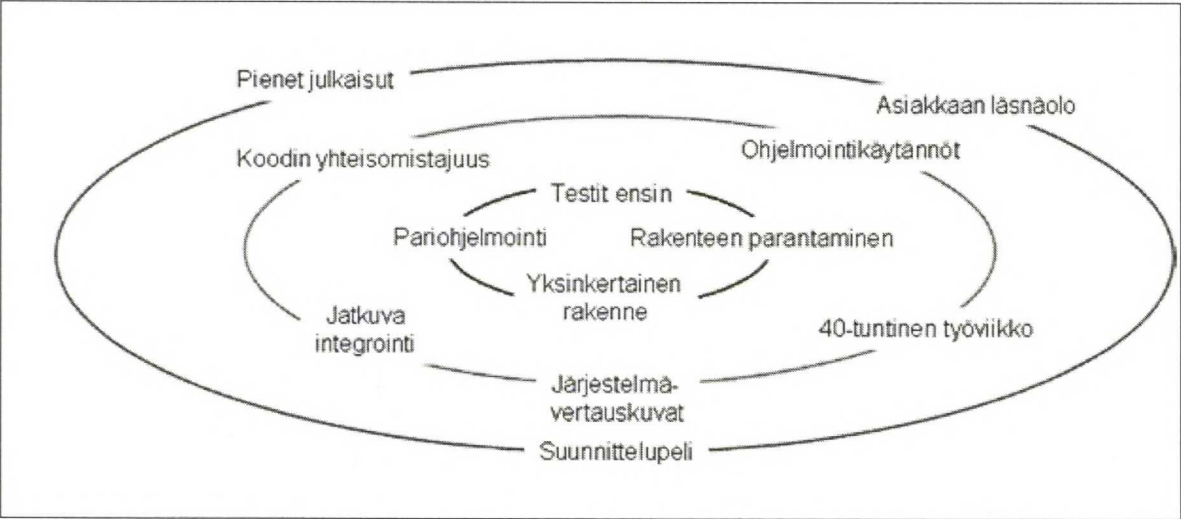 Pienet julkaisut
Asiakkaan läsnäolo
Koodin yhteisomistajuus
Ohjelmointikäytännöt
Testit ensin
Pariohjelmointi
Rakenteen parantaminen
Yksinkertainen
rakenne
Jatkuva
integrointi
40-tuntinen työviikko
Järjestelmä-
vertauskuvat
Suunnittelupeli